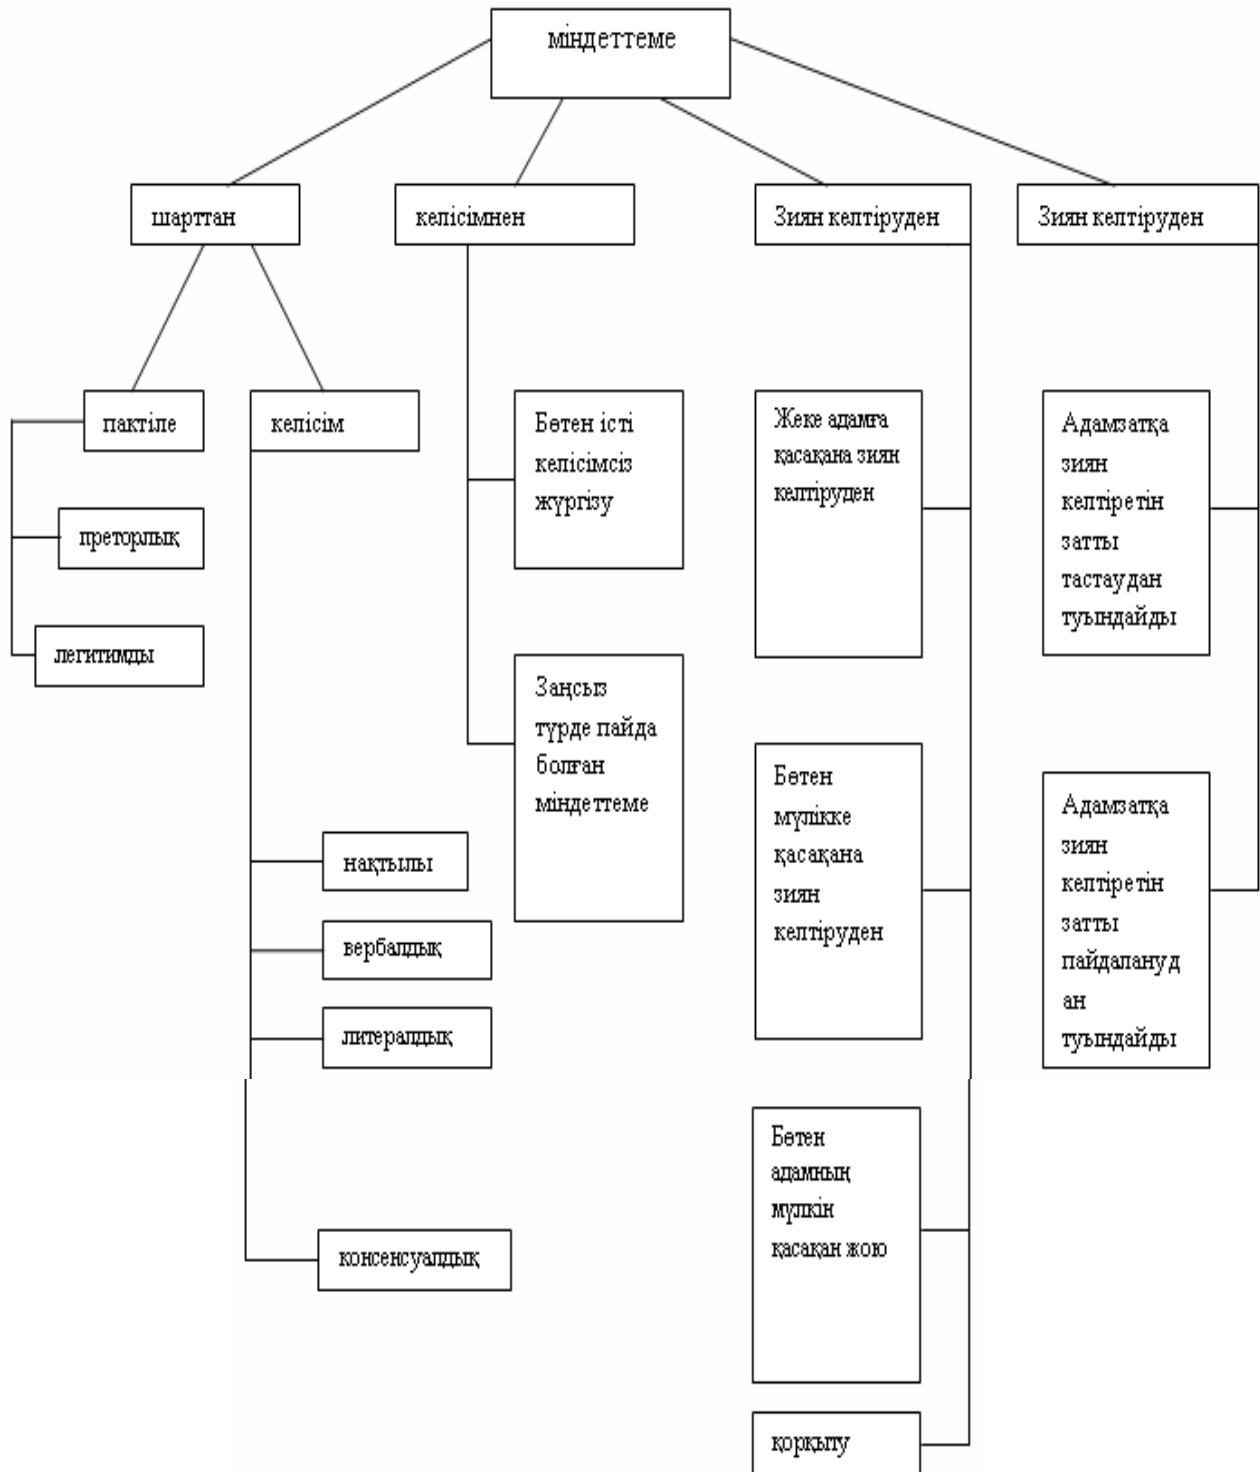 міндеттеме
шарттан
келісімнен
Зиян келтіруден
Зиян келтіруден
пактіле
келісім
преторлық
легитимды
нақтылы
вербалдық
литералдық
консенсуалдық
Бөтен істі
келісімсіз
жүргізу
Заңсыз
түрде пайда
болған
міндеттеме
Жеке адамға
қасақана зиян
келтіруден
Бөтен
мүлікке
қасақана
зиян
келтіруден
Бөтен
адамның
мүлкін
қасақан жою
қорқыту
Адамзатқа
зиян
келтіретін
затты
тастаудан
туындайды
Адамзатқа
зиян
келтіретін
затты
пайдалануд
ан
туындайды